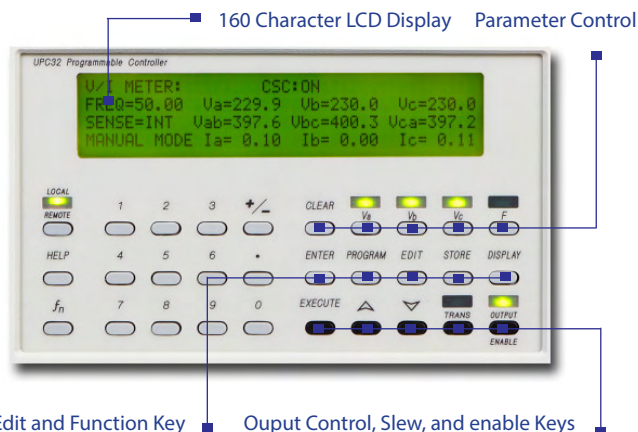 160 Character LCD Display Parameter Control
UPC32 Programmable Controller
V/I METER: CSC:ON
FREQ=50.00 Va=229.9 Vb=230.0 Vc=230.0
SENSE=INT Vab=397.6 Vbc=400.3 Vca=397.2
MANUAL MODE Ia= 0.10 Ib= 0.00 Ic= 0.11
LOCAL
REMOTE 1 2 3 +/- CLEAR Va Vb Vc F
HELP 4 5 6 . ENTER PROGRAM EDIT STORE DISPLAY
fn 7 8 9 0 EXECUTE TRANS OUTPUT
ENABLE
Edit and Function Key Ouput Control, Slew, and enable Keys